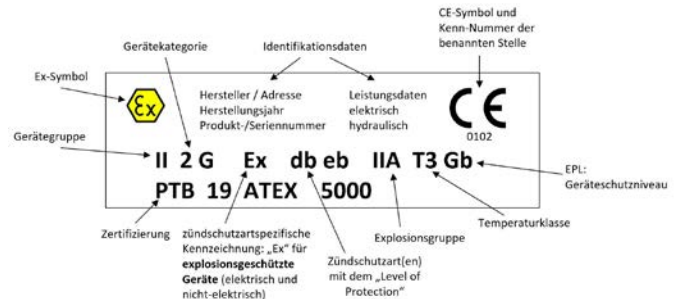 CE-Symbol und
Kenn-Nummer der
benannten Stelle
Gerätekategorie
Identifikationsdaten
Ex-Symbol
Ex
Hersteller / Adresse
Herstellungsjahr
Produkt-/Seriennummer
Leistungsdaten
elektrisch
hydraulisch
CE
0102
Gerätegruppe
II 2 G Ex db eb IIA T3 Gb
PTB 19 ATEX 5000
EPL:
Geräteschutzniveau
Temperaturklasse
Zertifizierung
zündschutzartspezifische
Kennzeichnung: „Ex“ für
explosionsgeschützte
Geräte (elektrisch und
nicht-elektrisch)
Explosionsgruppe
Zündschutzart(en)
mit dem „Level of
Protection“